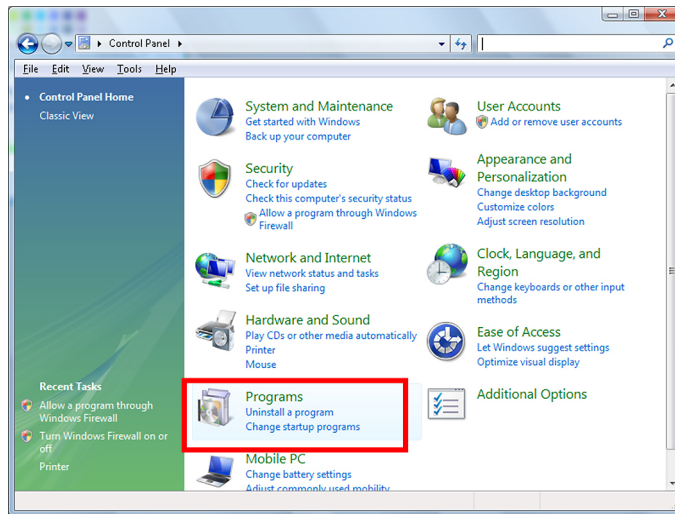 Control Panel
File Edit View Tools Help
Control Panel Home
Classic View
System and Maintenance
Get started with Windows
Back up your computer
Security
Check for updates
Check this computer's security status
Allow a program through Windows
Firewall
Network and Internet
View network status and tasks
Set up file sharing
Hardware and Sound
Play CDs or other media automatically
Printer
Mouse
Programs
Uninstall a program
Change startup programs
Mobile PC
Change battery settings
Adjust commonly used mobility
User Accounts
Add or remove user accounts
Appearance and
Personalization
Change desktop background
Customize colors
Adjust screen resolution
Clock, Language, and
Region
Change keyboards or other input
methods
Ease of Access
Let Windows suggest settings
Optimize visual display
Additional Options
Recent Tasks
Allow a program through
Windows Firewall
Turn Windows Firewall on or
off
Printer